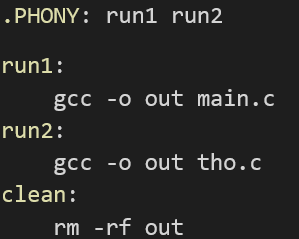 .PHONY: run1 run2
run1:
    gcc -o out main.c
run2:
    gcc -o out tho.c
clean:
    rm -rf out